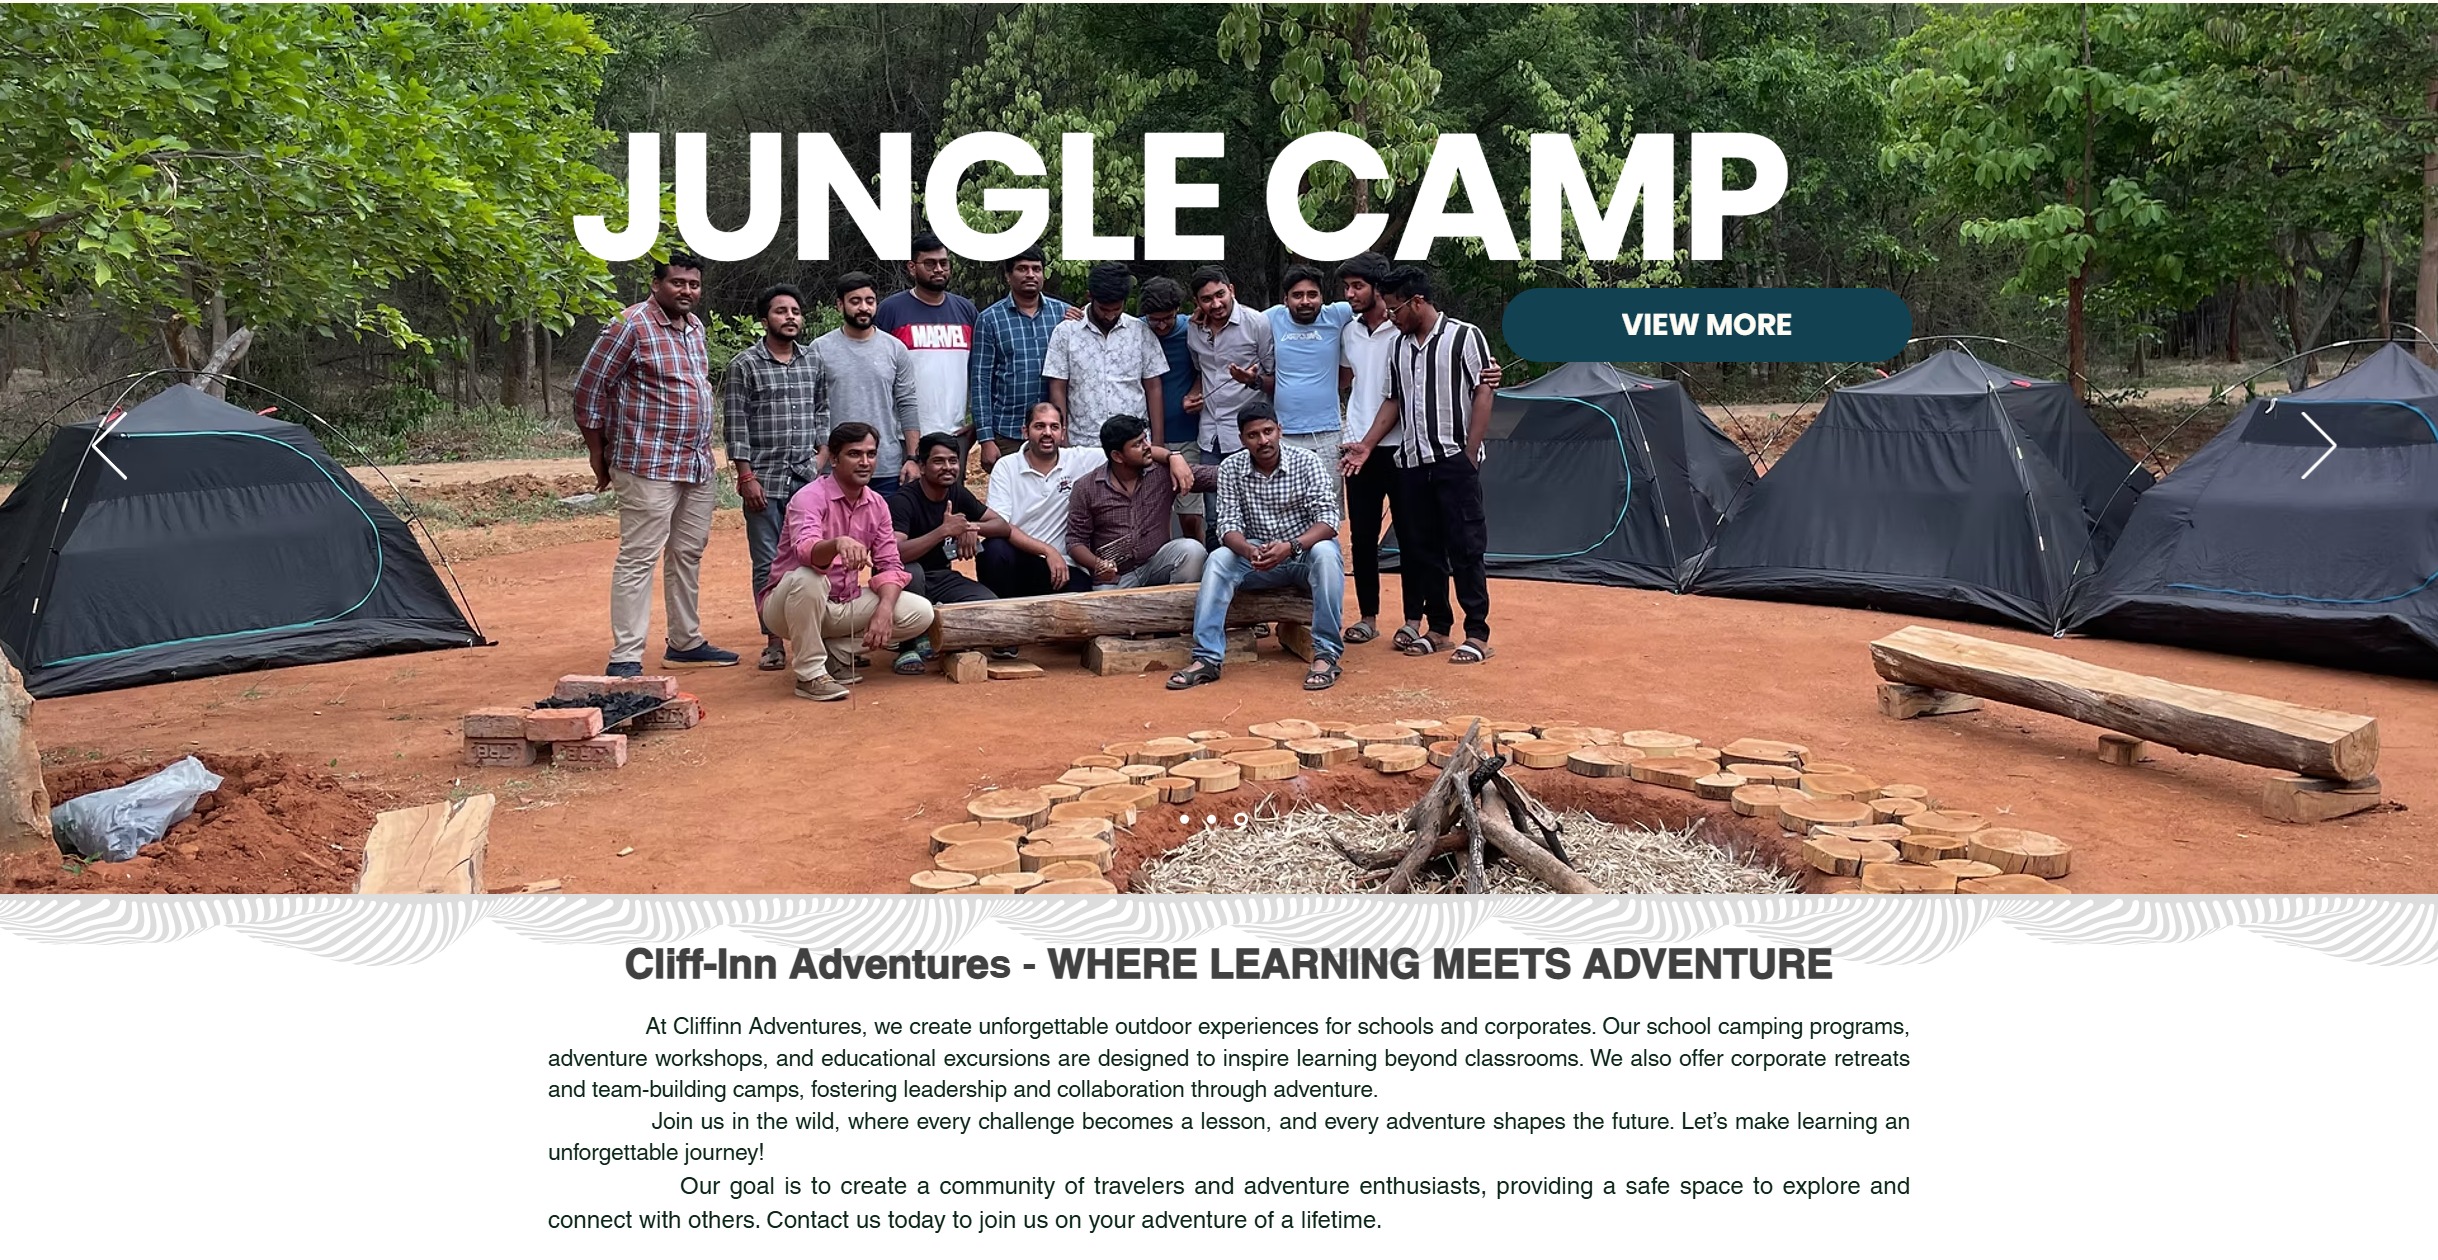 JUNGLE CAMP
MARVEL
VIEW MORE
Cliff-Inn Adventures - WHERE LEARNING MEETS ADVENTURE
At Cliffinn Adventures, we create unforgettable outdoor experiences for schools and corporates. Our school camping programs,
adventure workshops, and educational excursions are designed to inspire learning beyond classrooms. We also offer corporate retreats
and team-building camps, fostering leadership and collaboration through adventure.
Join us in the wild, where every challenge becomes a lesson, and every adventure shapes the future. Let’s make learning an
unforgettable journey!
Our goal is to create a community of travelers and adventure enthusiasts, providing a safe space to explore and
connect with others. Contact us today to join us on your adventure of a lifetime.